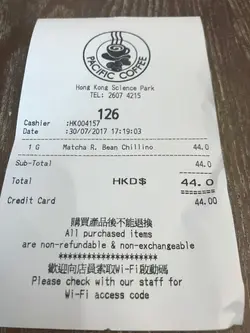 PACIFIC COFFEE
Hong Kong Science Park
TEL: 2607 4215
126
Cashier :HK004157
Date :30/07/2017 17:19:03
1 G Matcha R. Bean Chillino 44.0
Sub-Total 44.0
Total HKD$ 44.0
Credit Card 44.00
購買產品後不能退換
All purchased items
are non-refundable & non-exchangeable
********************
歡迎向店員索取Wi-Fi啟動碼
Please check with our staff for
Wi-Fi access code